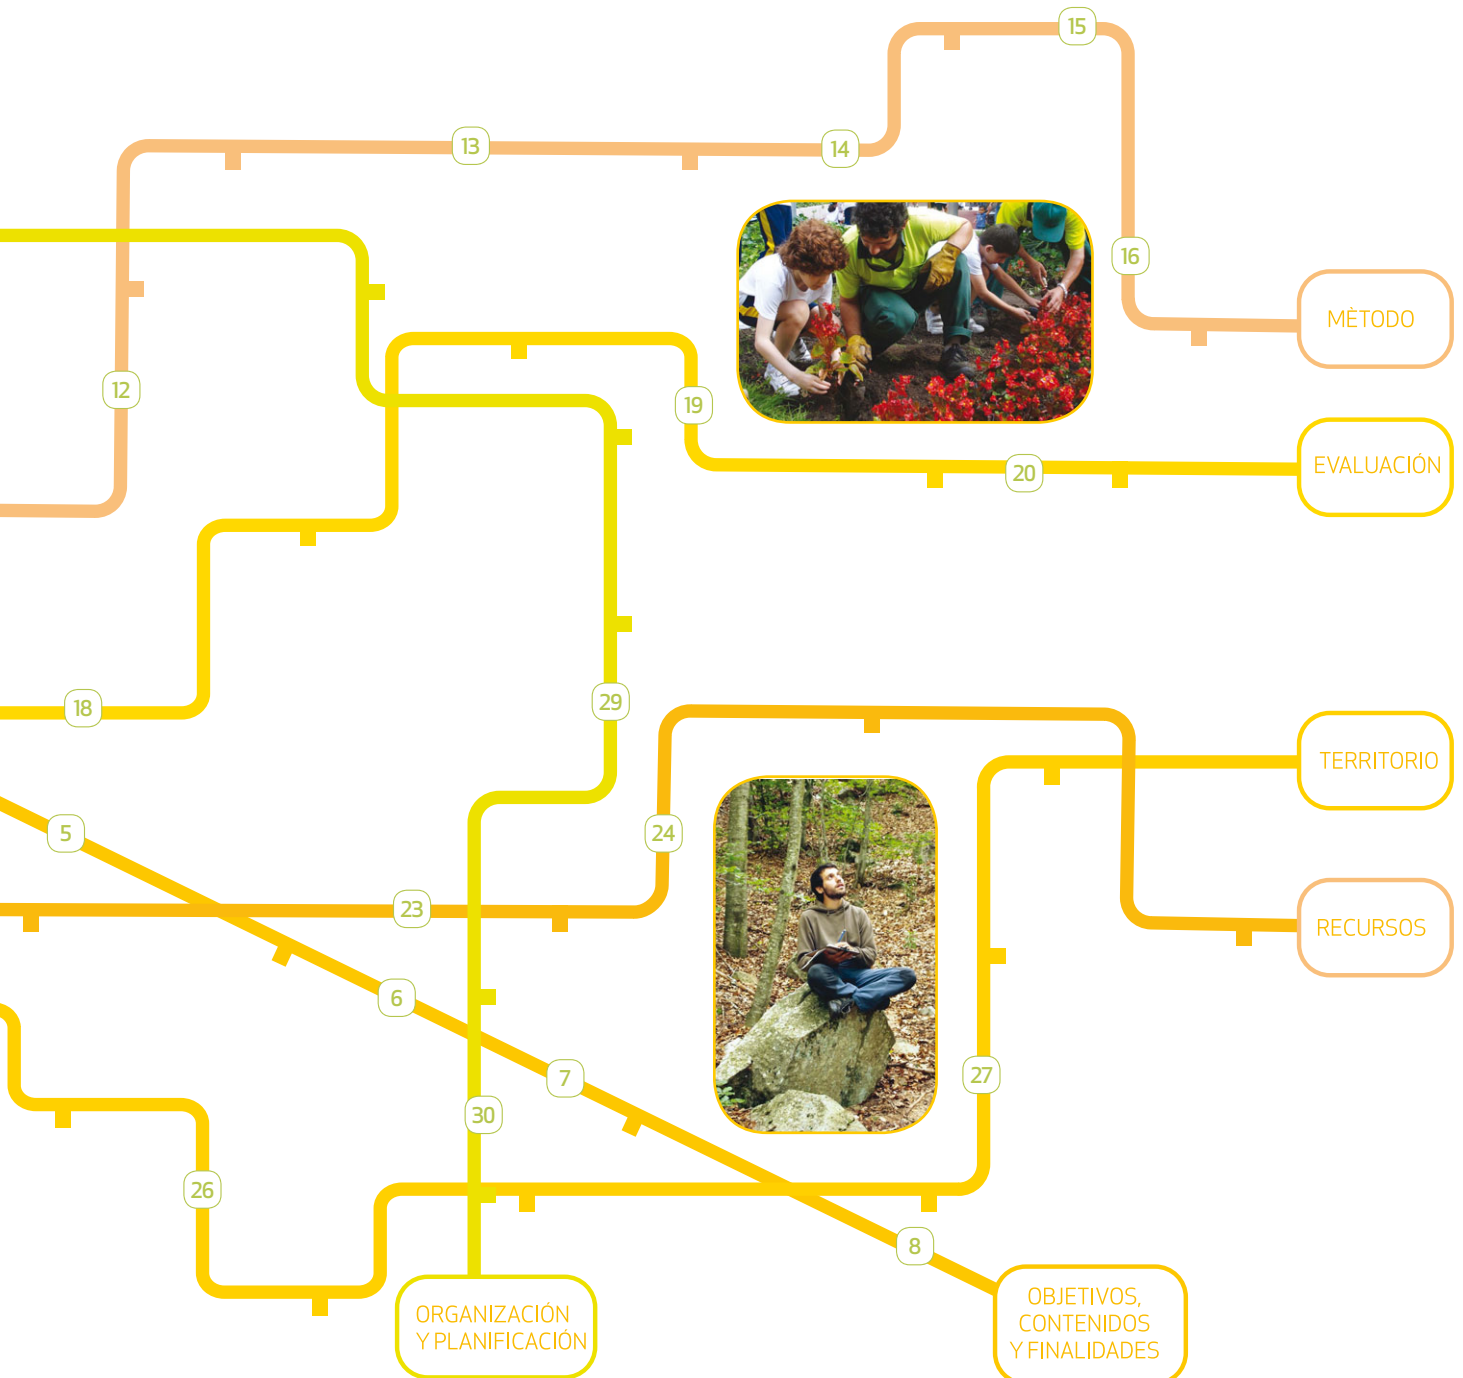 15
13
14
16
MÈTODO
12
19
EVALUACIÓN
20
18
29
TERRITORIO
5
24
23
RECURSOS
6
7
27
30
26
8
ORGANIZACIÓN
Y PLANIFICACIÓN
OBJETIVOS,
CONTENIDOS
Y FINALIDADES